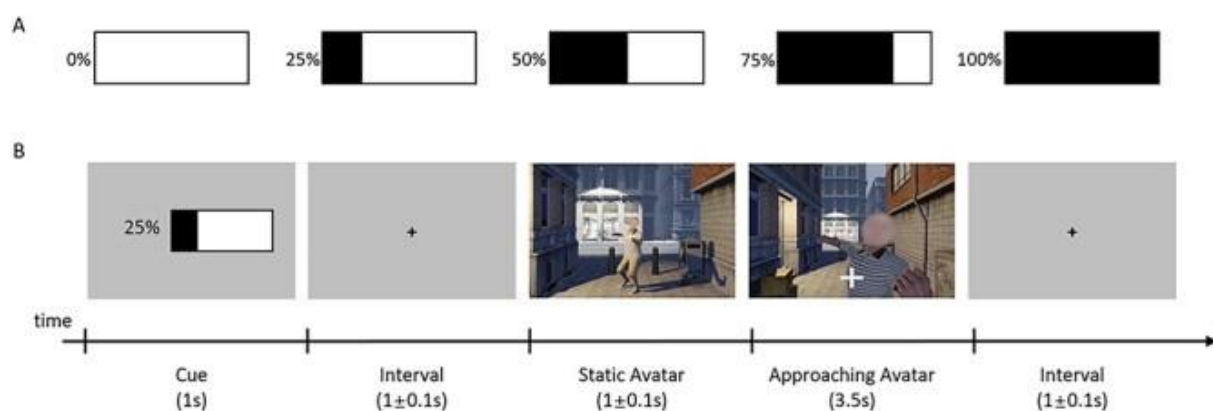 A
0%
25%
50%
75%
100%
B
25%
time
Cue
(1s)
Interval
(1±0.1s)
Static Avatar
(1±0.1s)
Approaching Avatar
(3.5s)
Interval
(1±0.1s)